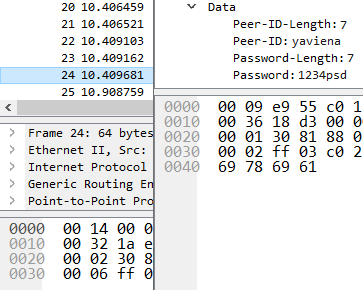 20 10.406459
21 10.406521
22 10.409103
23 10.409162
24 10.409681
25 10.908759
Frame 24: 64 bytes
Ethernet II, Src:
Internet Protocol
Generic Routing En
Point-to-Point Pro
0000 00 14 00 0
0010 00 32 1a e
0020 00 02 30 8
0030 00 06 ff 0
Data
Peer-ID-Length: 7
Peer-ID: yaviena
Password-Length: 7
Password: 1234psd
0000 00 09 e9 55 c0 1
0010 00 36 18 d3 00 0
0020 00 01 30 81 88 0
0030 00 02 ff 03 c0 2
0040 69 78 69 61